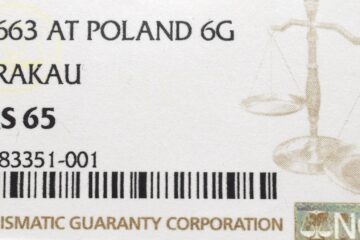 663 AT POLAND 6G
RAKAU
S 65
83351-001
ISMATIC GUARANTY CORPORATION
N